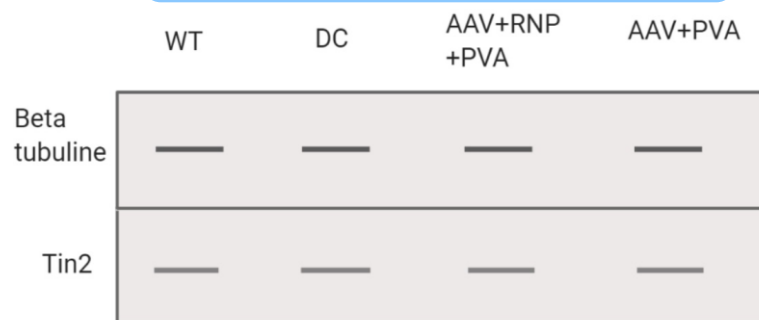 WT
DC
AAV+RNP
+PVA
AAV+PVA
Beta
tubuline
Tin2